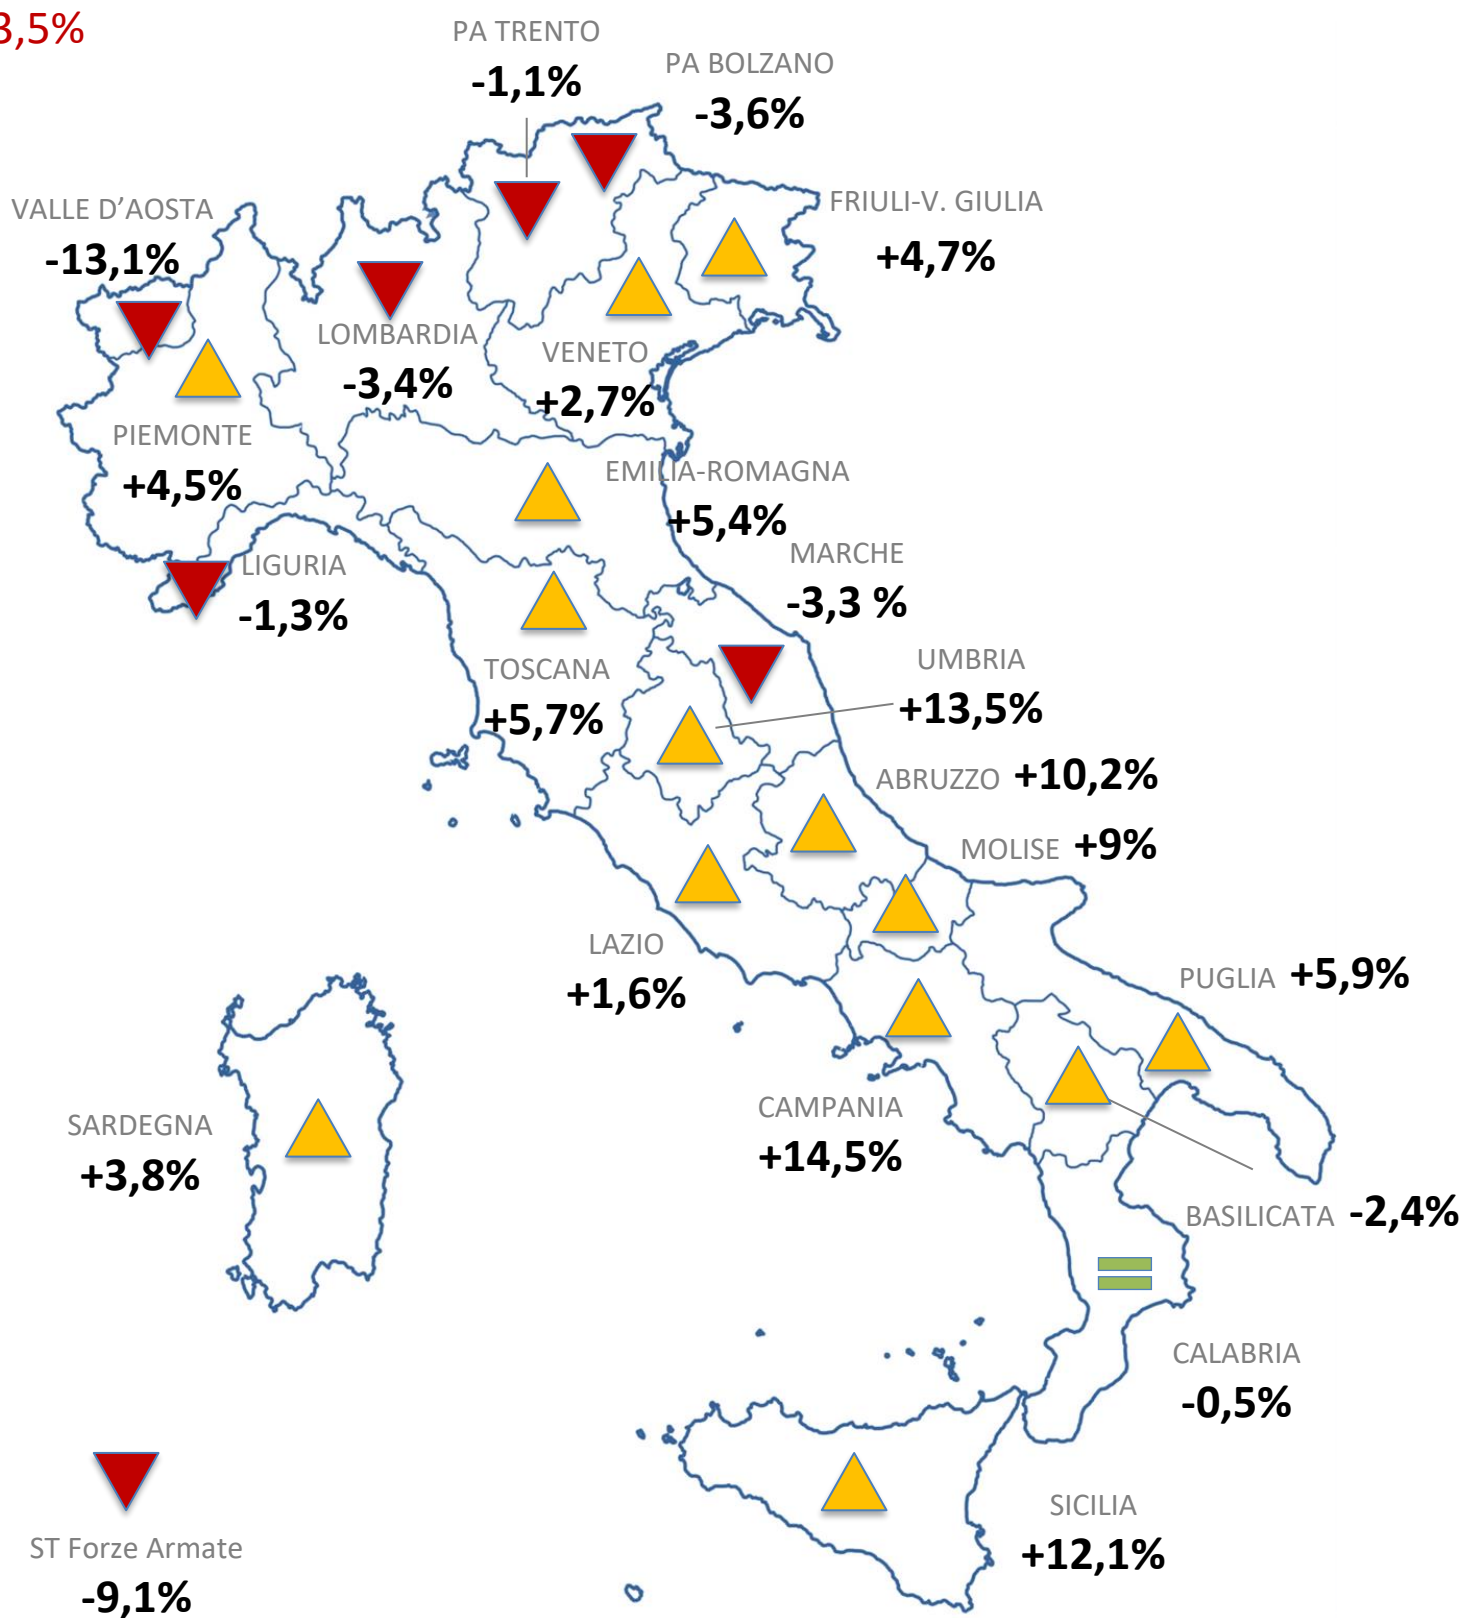 3,5%
PA TRENTO
-1,1%
PA BOLZANO
-3,6%
VALLE D'AOSTA
-13,1%
FRIULI-V. GIULIA
+4,7%
LOMBARDIA
-3,4%
VENETO
+2,7%
PIEMONTE
+4,5%
EMILIA-ROMAGNA
+5,4%
LIGURIA
-1,3%
MARCHE
-3,3 %
TOSCANA
+5,7%
UMBRIA
+13,5%
ABRUZZO +10,2%
MOLISE +9%
LAZIO
+1,6%
PUGLIA +5,9%
SARDEGNA
+3,8%
CAMPANIA
+14,5%
BASILICATA -2,4%
CALABRIA
-0,5%
SICILIA
+12,1%
ST Forze Armate
-9,1%